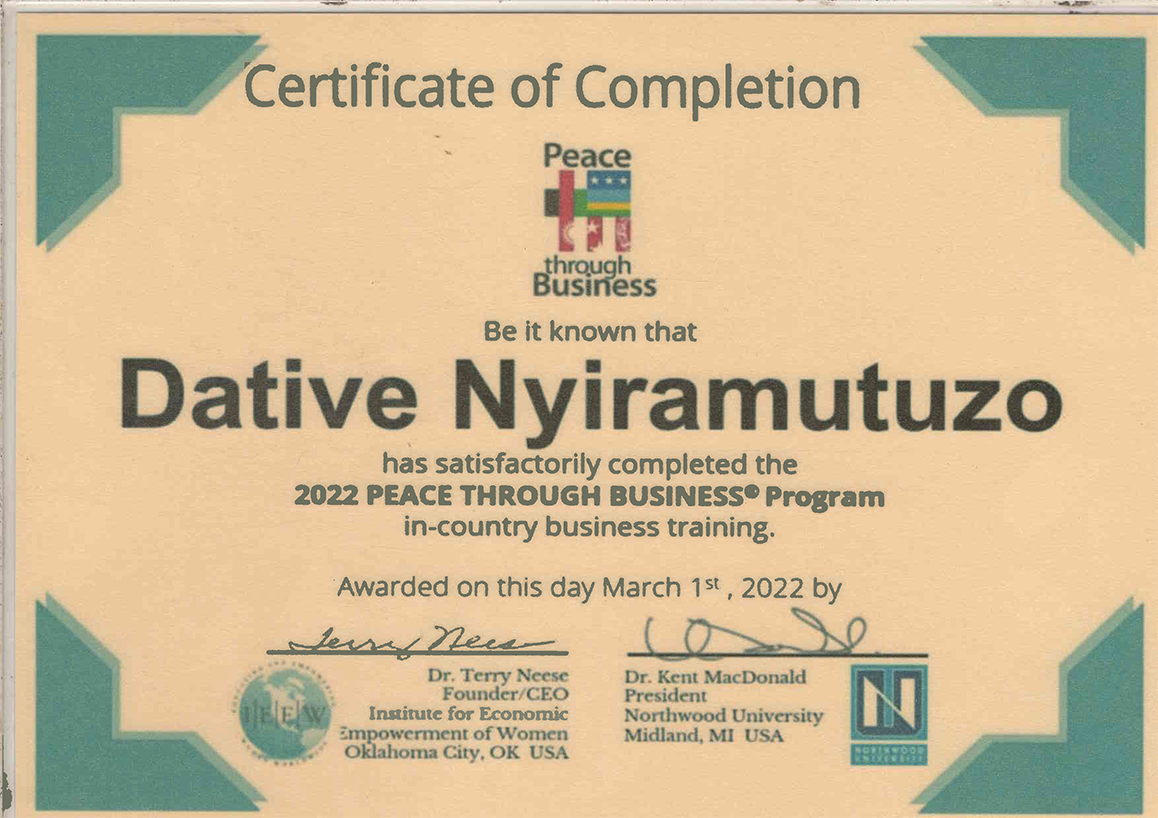 Certificate of Completion
Peace
through
Business
Be it known that
Dative Nyiramutuzo
has satisfactorily completed the
2022 PEACE THROUGH BUSINESS® Program
in-country business training.
Awarded on this day March 1st , 2022 by
Terry Neese
Dr. Terry Neese
Founder/CEO
Institute for Economic
Empowerment of Women
Oklahoma City, OK USA
IEEW
Dr. Kent MacDonald
President
Northwood University
Midland, MI USA
N
NORTHWOOD
UNIVERSITY